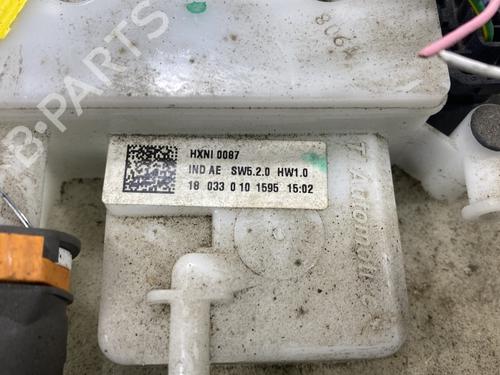 B-PARTS
HXNI 0087
IND AE SW5.2.0 HW1.0
18 033 0 10 1595 15:02